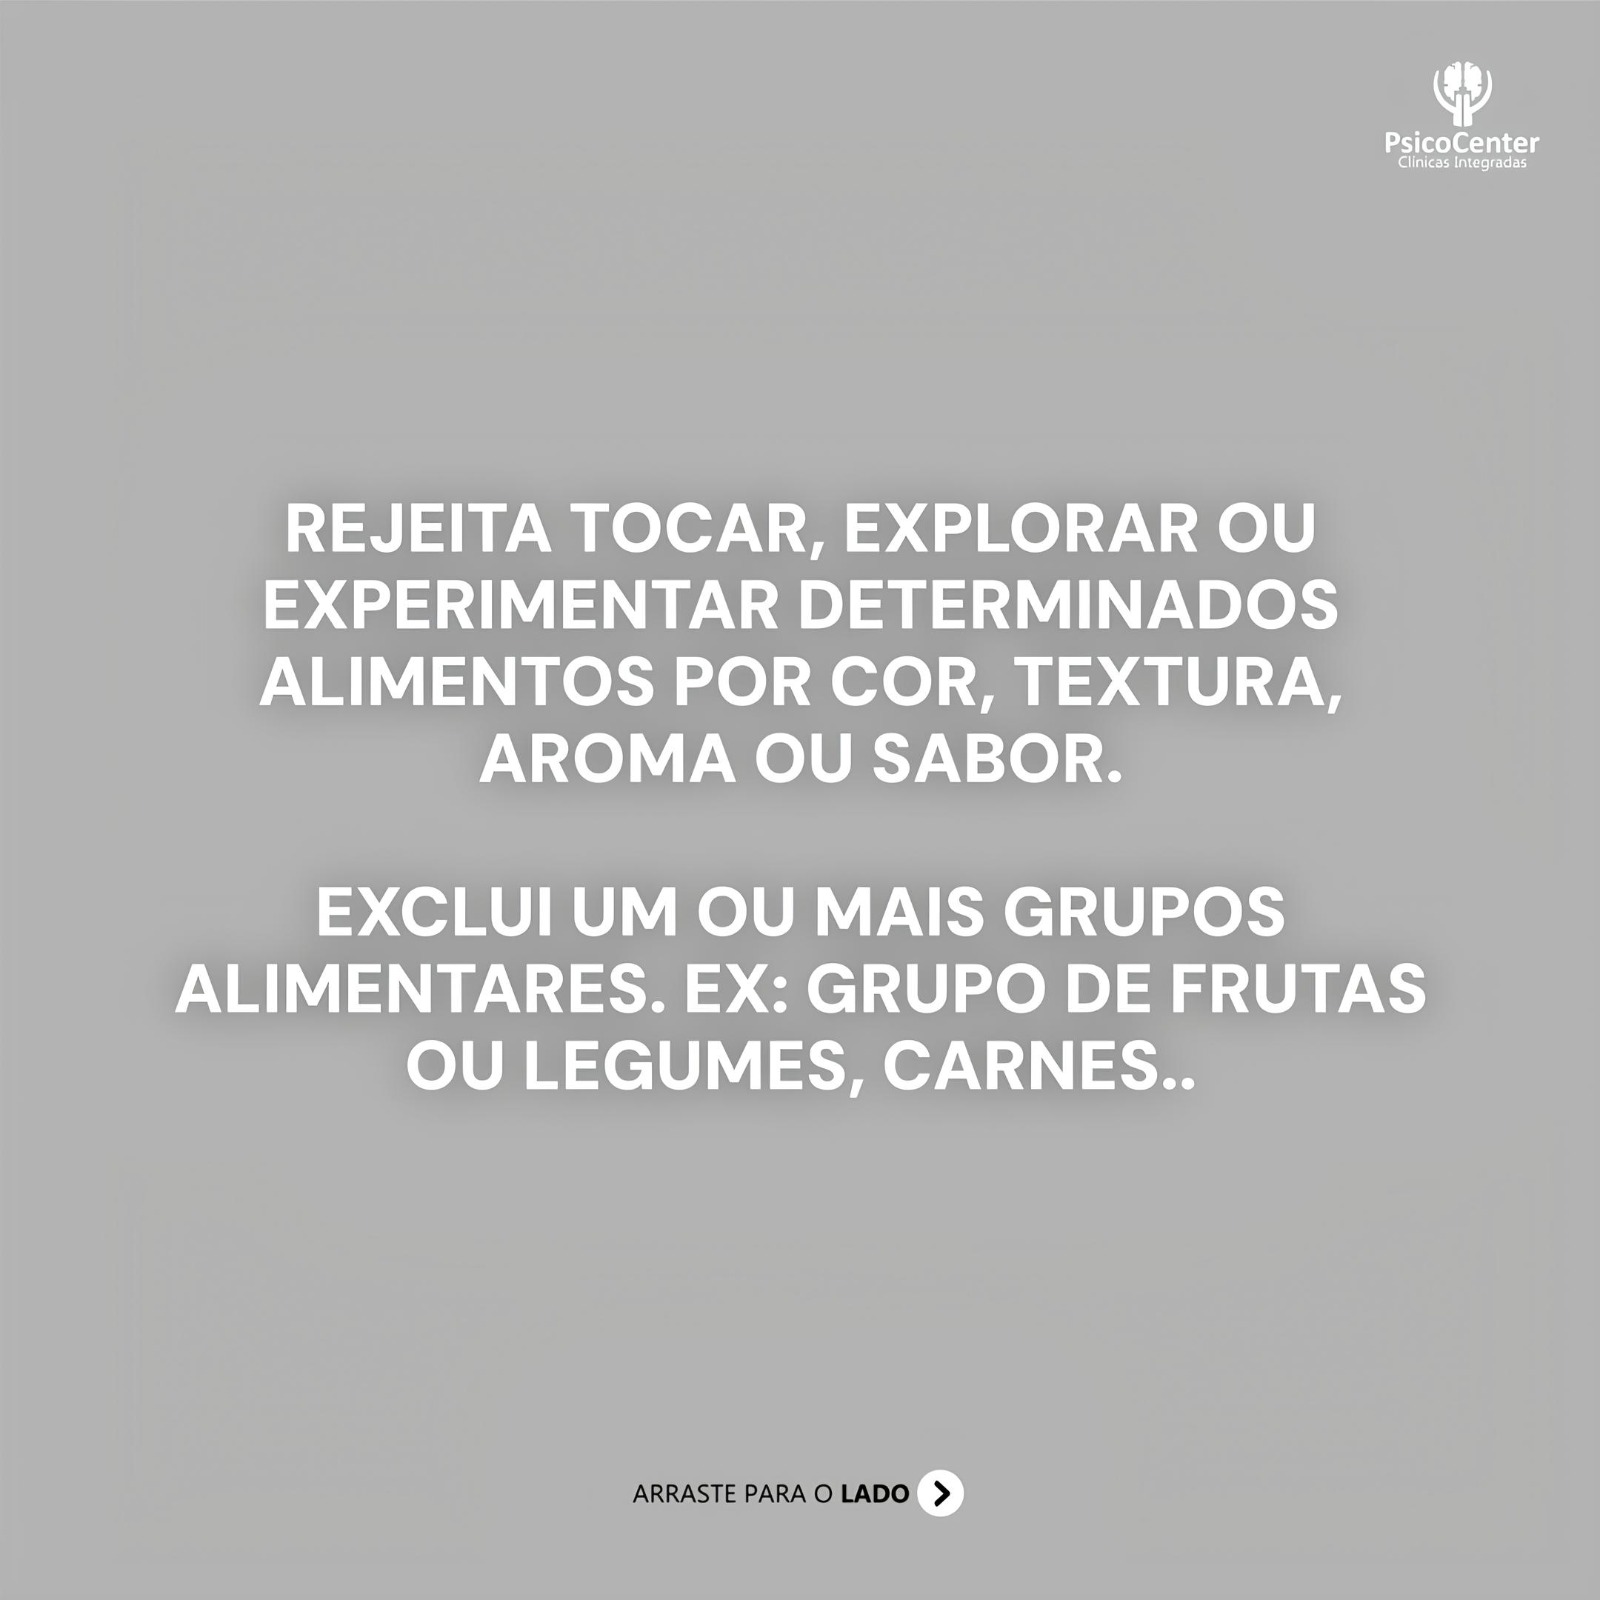 PsicoCenter
Clínicas Integradas
REJEITA TOCAR, EXPLORAR OU
EXPERIMENTAR DETERMINADOS
ALIMENTOS POR COR, TEXTURA,
AROMA OU SABOR.
EXCLUI UM OU MAIS GRUPOS
ALIMENTARES. EX: GRUPO DE FRUTAS
OU LEGUMES, CARNES..
ARRASTE PARA O LADO